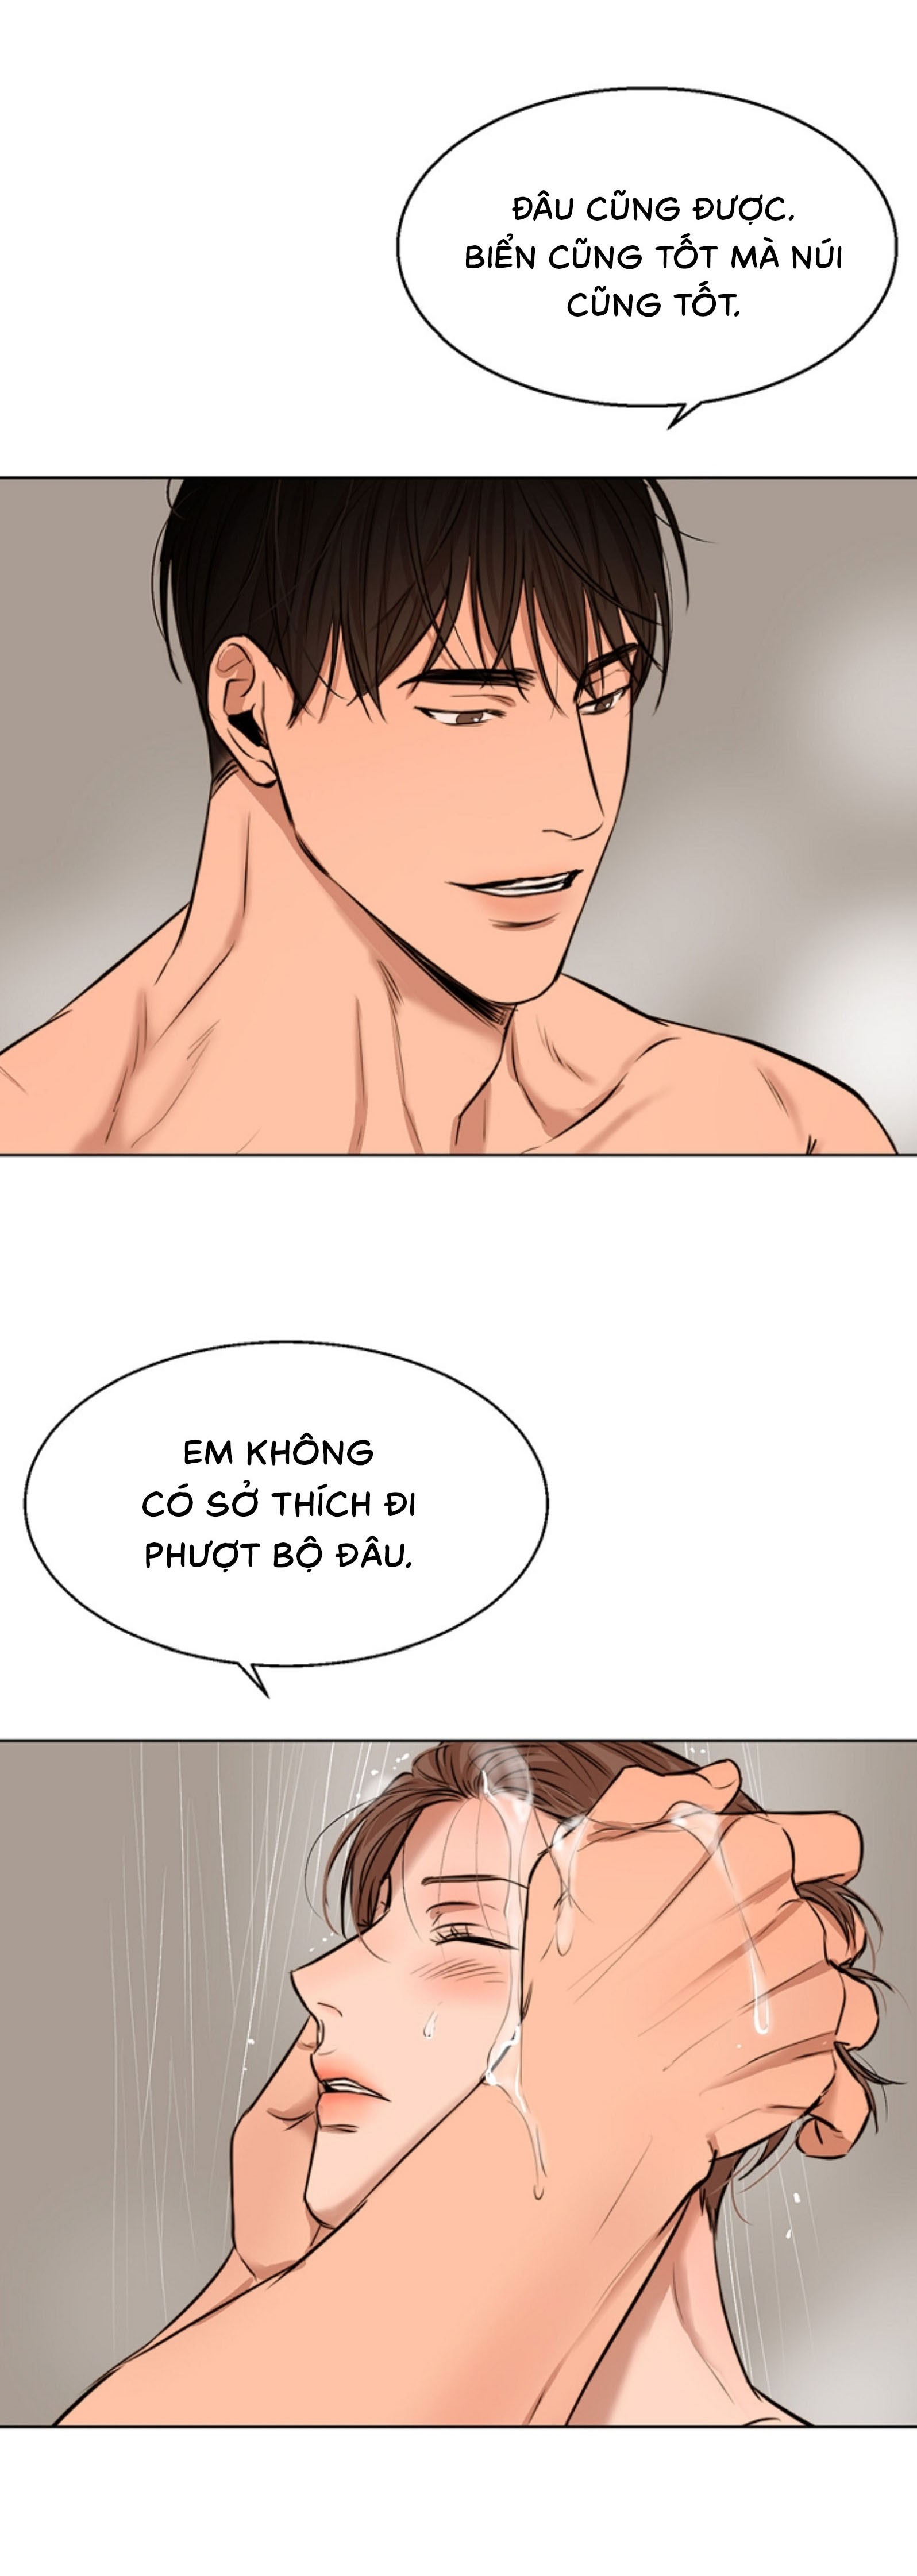 ĐÂU CŨNG ĐƯỢC.
BIỂN CŨNG TỐT MÀ NÚI
CŨNG TỐT.
EM KHÔNG
CÓ SỞ THÍCH ĐI
PHƯỢT BỘ ĐÂU.